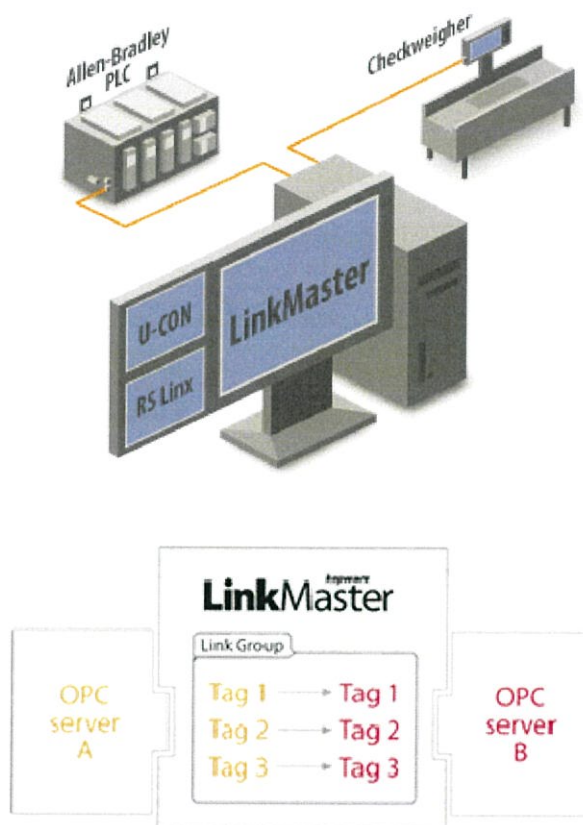 Allen-Bradley
PLC
Checkweigher
U-CON
LinkMaster
RS Linx
LinkMaster
Link Group
OPC
server
A
Tag 1 → Tag 1
Tag 2 → Tag 2
Tag 3 → Tag 3
OPC
server
B